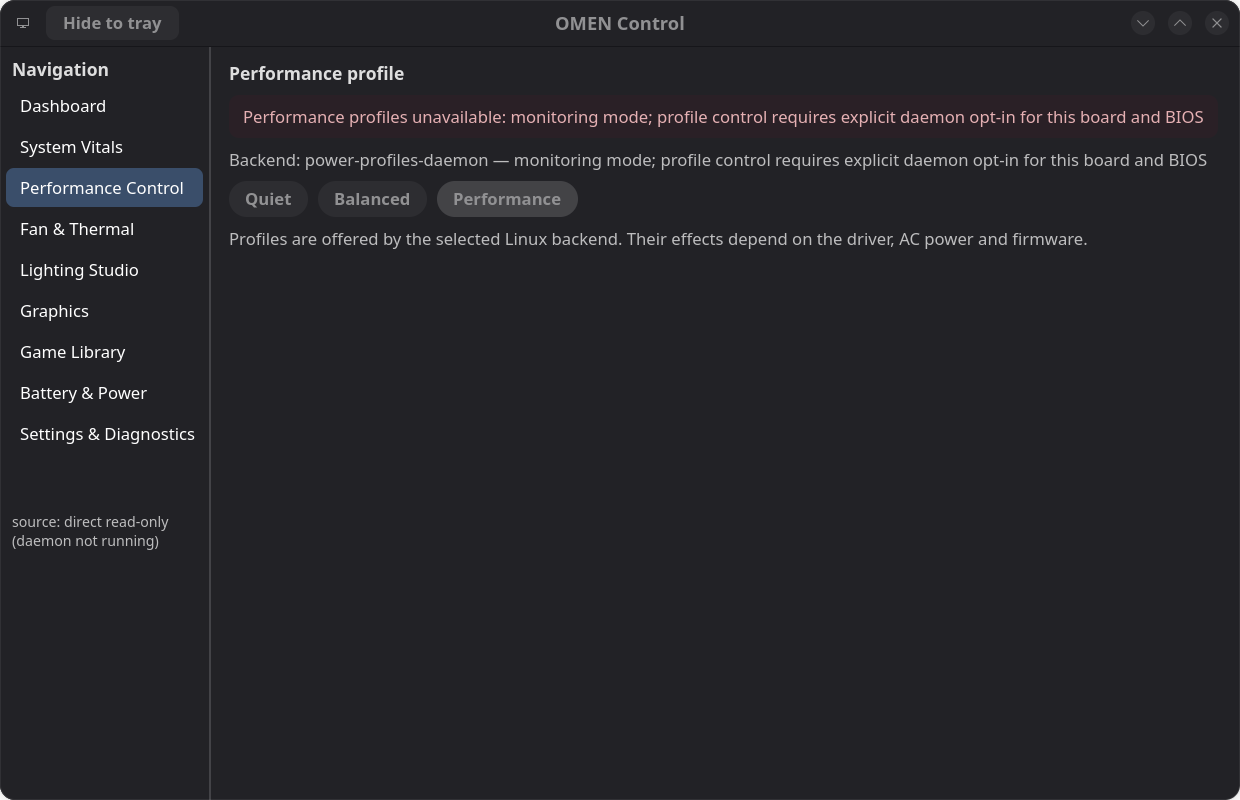 Hide to tray
OMEN Control
Navigation
Dashboard
System Vitals
Performance Control
Fan & Thermal
Lighting Studio
Graphics
Game Library
Battery & Power
Settings & Diagnostics
source: direct read-only
(daemon not running)
Performance profile
Performance profiles unavailable: monitoring mode; profile control requires explicit daemon opt-in for this board and BIOS
Backend: power-profiles-daemon — monitoring mode; profile control requires explicit daemon opt-in for this board and BIOS
Quiet
Balanced
Performance
Profiles are offered by the selected Linux backend. Their effects depend on the driver, AC power and firmware.